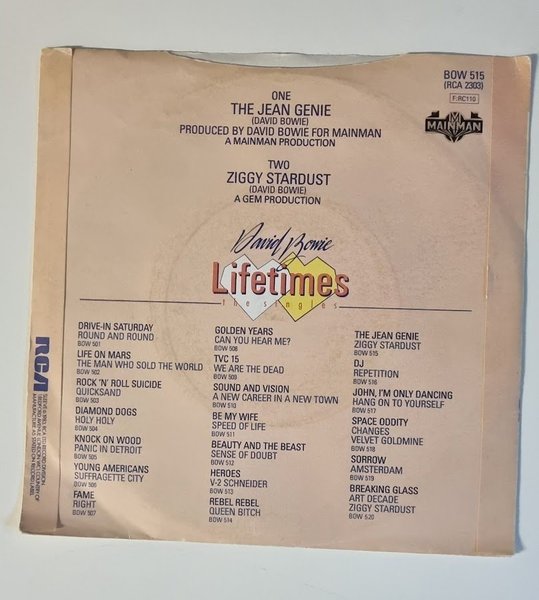 BOW 515
(RCA 2303)
F:RC110
MAINMAN
ONE
THE JEAN GENIE
(DAVID BOWIE)
PRODUCED BY DAVID BOWIE FOR MAINMAN
A MAINMAN PRODUCTION
TWO
ZIGGY STARDUST
(DAVID BOWIE)
A GEM PRODUCTION
David Bowie
Lifetimes
the singles
DRIVE-IN SATURDAY
ROUND AND ROUND
BOW 501
LIFE ON MARS
THE MAN WHO SOLD THE WORLD
BOW 502
ROCK 'N' ROLL SUICIDE
QUICKSAND
BOW 503
DIAMOND DOGS
HOLY HOLY
BOW 504
KNOCK ON WOOD
PANIC IN DETROIT
BOW 505
YOUNG AMERICANS
SUFFRAGETTE CITY
BOW 506
FAME
RIGHT
BOW 507
GOLDEN YEARS
CAN YOU HEAR ME?
BOW 508
TVC 15
WE ARE THE DEAD
BOW 509
SOUND AND VISION
A NEW CAREER IN A NEW TOWN
BOW 510
BE MY WIFE
SPEED OF LIFE
BOW 511
BEAUTY AND THE BEAST
SENSE OF DOUBT
BOW 512
HEROES
V-2 SCHNEIDER
BOW 513
REBEL REBEL
QUEEN BITCH
BOW 514
THE JEAN GENIE
ZIGGY STARDUST
BOW 515
DJ
REPETITION
BOW 516
JOHN, I'M ONLY DANCING
HANG ON TO YOURSELF
BOW 517
SPACE ODDITY
CHANGES
VELVET GOLDMINE
BOW 518
SORROW
AMSTERDAM
BOW 519
BREAKING GLASS
ART DECADE
ZIGGY STARDUST
BOW 520
RCA